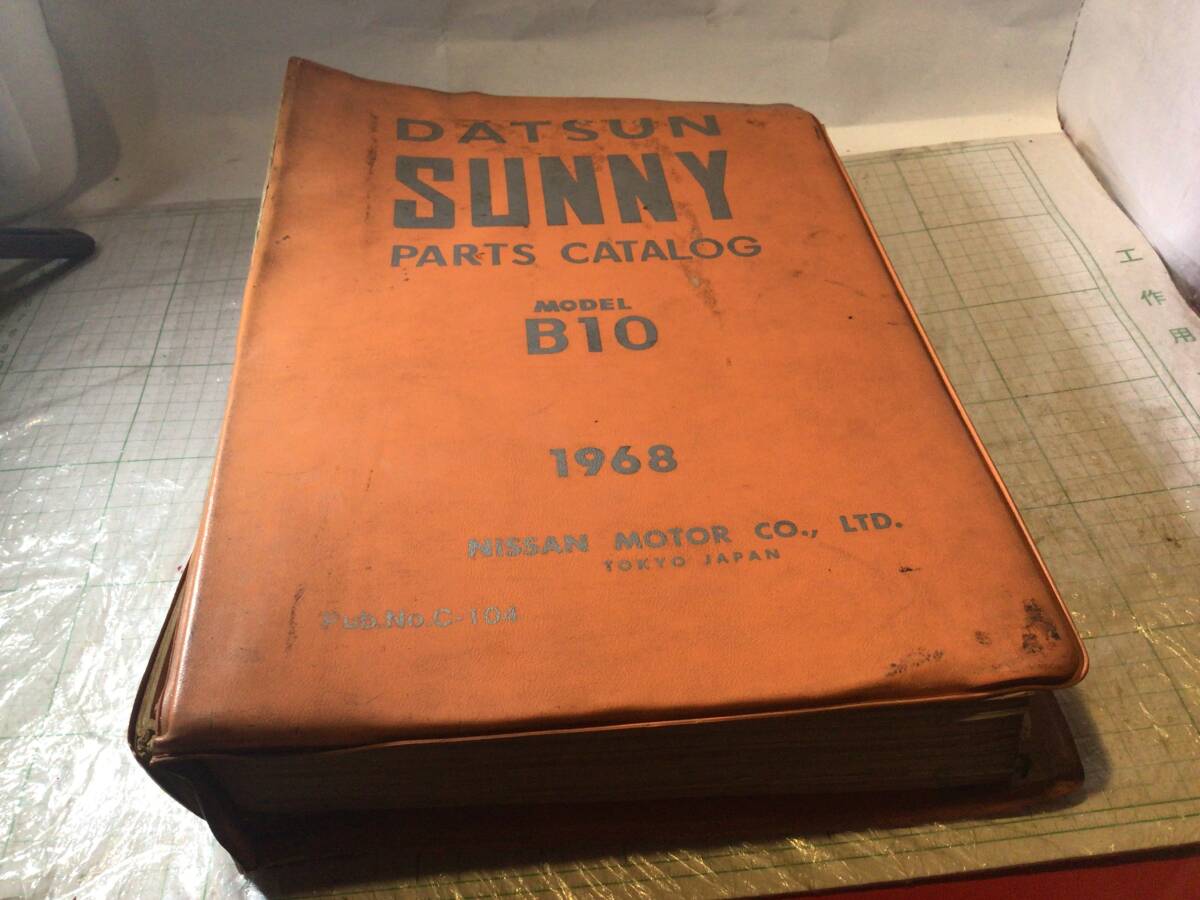 DATSUN
SUNNY
PARTS CATALOG
MODEL
B10
1968
NISSAN MOTOR CO., LTD.
TOKYO JAPAN
Pub.No.C-104
工作用